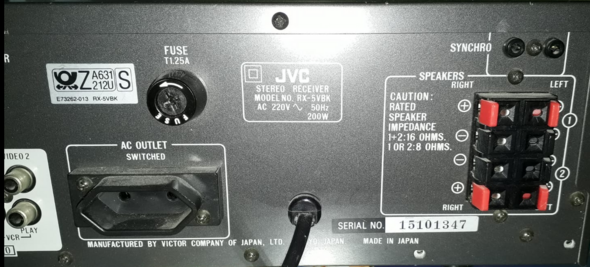 R
FUSE
T1.25A
Z A631 212U S
E73262-013 RX-5VBK
JVC
STEREO RECEIVER
MODEL NO. RX-5VBK
AC 220V ∿ 50Hz
200W
SYNCHRO
SPEAKERS
RIGHT LEFT
CAUTION:
RATED
SPEAKER
IMPEDANCE
1+2:16 OHMS.
1 OR 2:8 OHMS.
+
−
−
+
1
2
RIGHT
AC OUTLET
SWITCHED
VIDEO 2
PLAY
VCR
FUSE
SERIAL NO. 15101347
MANUFACTURED BY VICTOR COMPANY OF JAPAN, LTD. JAPAN MADE IN JAPAN